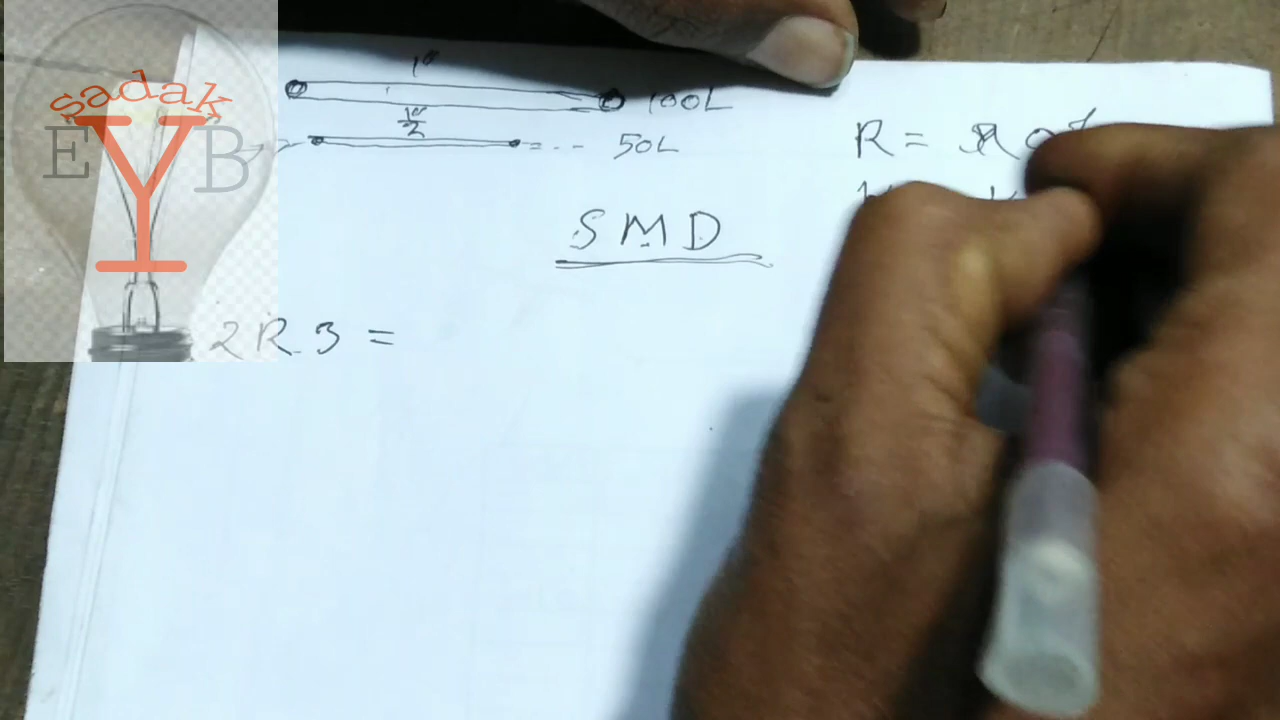 sadak
EYB
1"
100L
1"/2
50L
R =
SMD
2R3 =